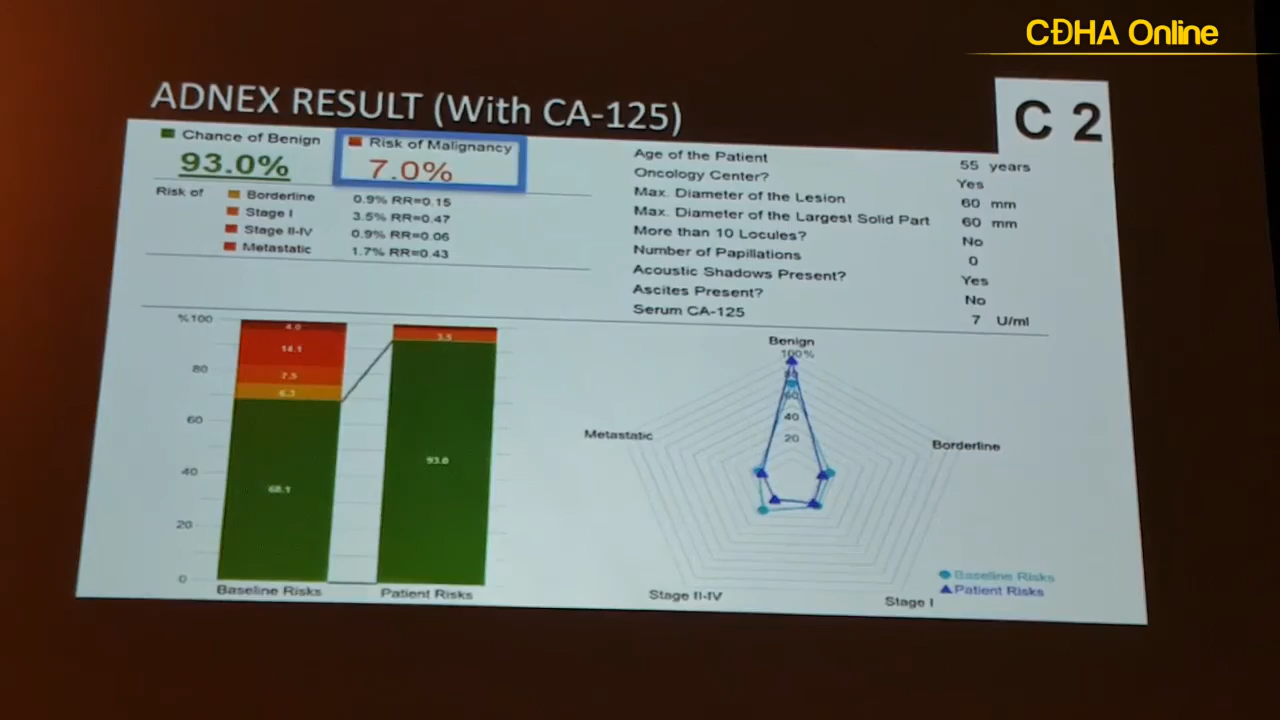 CĐHA Online
ADNEX RESULT (With CA-125)
C 2
Chance of Benign
93.0%
Risk of Malignancy
7.0%
Risk of
Borderline 0.9% RR=0.15
Stage I 3.5% RR=0.47
Stage II-IV 0.9% RR=0.06
Metastatic 1.7% RR=0.43
Age of the Patient 55 years
Oncology Center? Yes
Max. Diameter of the Lesion 60 mm
Max. Diameter of the Largest Solid Part 60 mm
More than 10 Locules? No
Number of Papillations 0
Acoustic Shadows Present? Yes
Ascites Present? No
Serum CA-125 7 U/ml
%100
80
60
40
20
0
4.0
14.1
7.5
6.3
68.1
3.5
93.0
Baseline Risks
Patient Risks
Benign
100%
80
60
40
20
Metastatic
Borderline
Stage II-IV
Stage I
Baseline Risks
Patient Risks